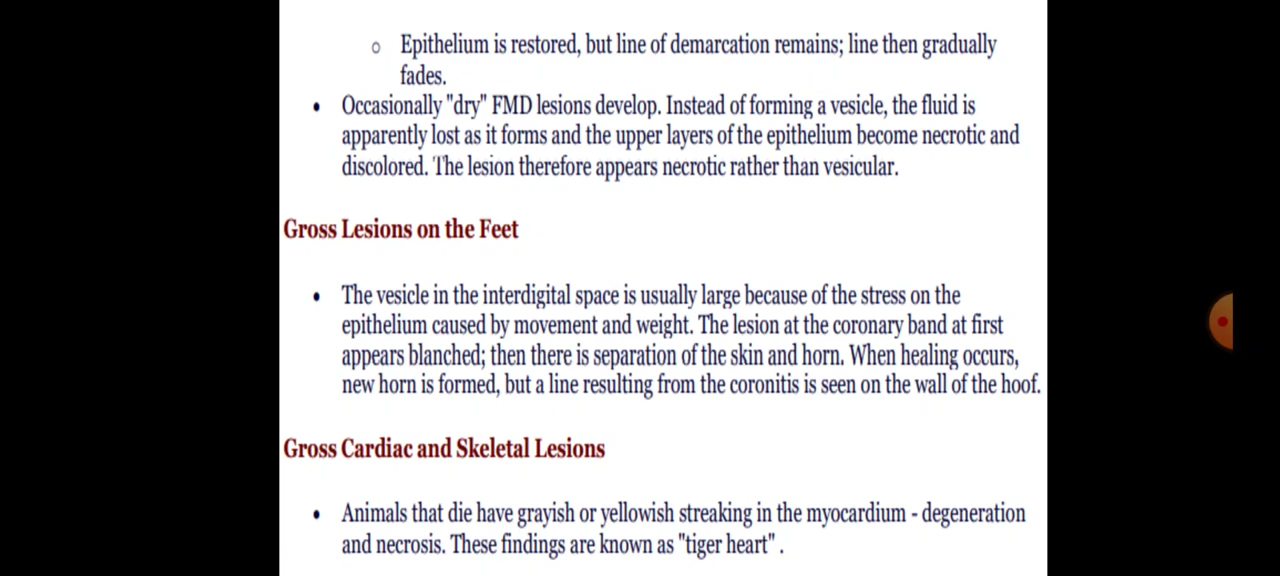 o Epithelium is restored, but line of demarcation remains; line then gradually
fades.
• Occasionally "dry" FMD lesions develop. Instead of forming a vesicle, the fluid is
apparently lost as it forms and the upper layers of the epithelium become necrotic and
discolored. The lesion therefore appears necrotic rather than vesicular.
Gross Lesions on the Feet
• The vesicle in the interdigital space is usually large because of the stress on the
epithelium caused by movement and weight. The lesion at the coronary band at first
appears blanched; then there is separation of the skin and horn. When healing occurs,
new horn is formed, but a line resulting from the coronitis is seen on the wall of the hoof.
Gross Cardiac and Skeletal Lesions
• Animals that die have grayish or yellowish streaking in the myocardium - degeneration
and necrosis. These findings are known as "tiger heart" .